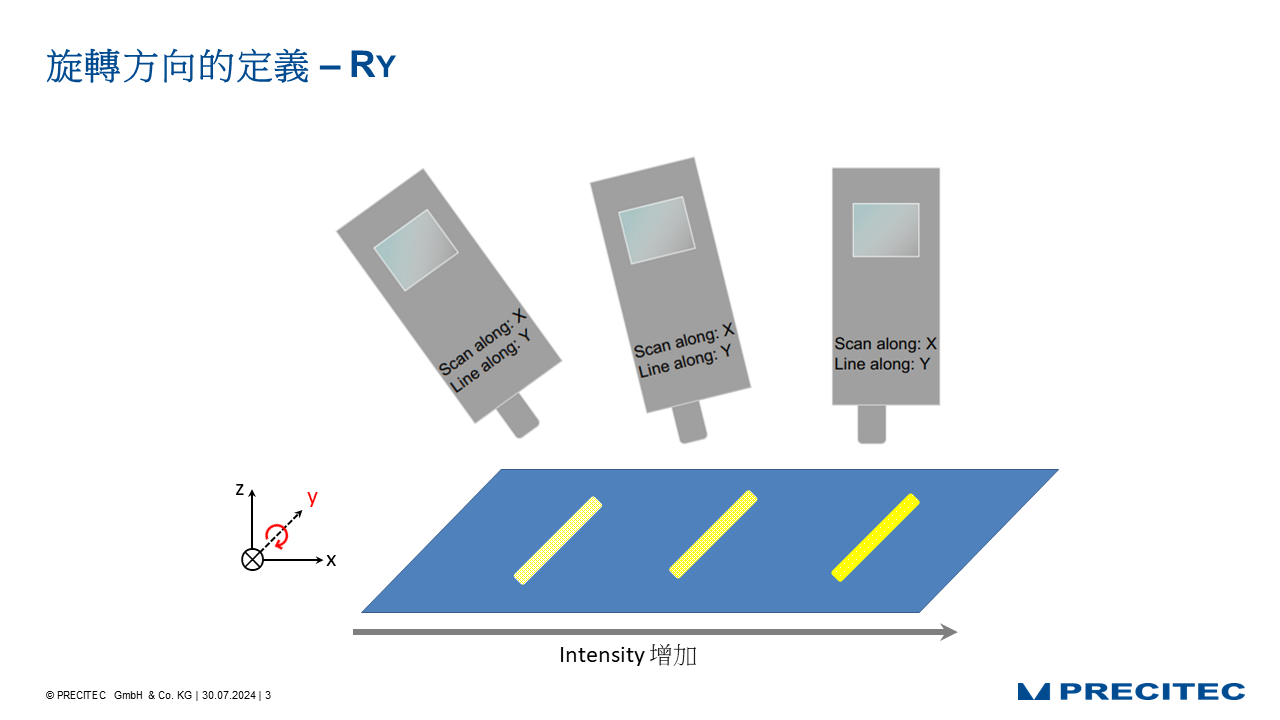 旋轉方向的定義 – RY
Scan along: X
Line along: Y
Scan along: X
Line along: Y
Scan along: X
Line along: Y
z
y
x
Intensity 增加
© PRECITEC GmbH & Co. KG | 30.07.2024 | 3
PRECITEC